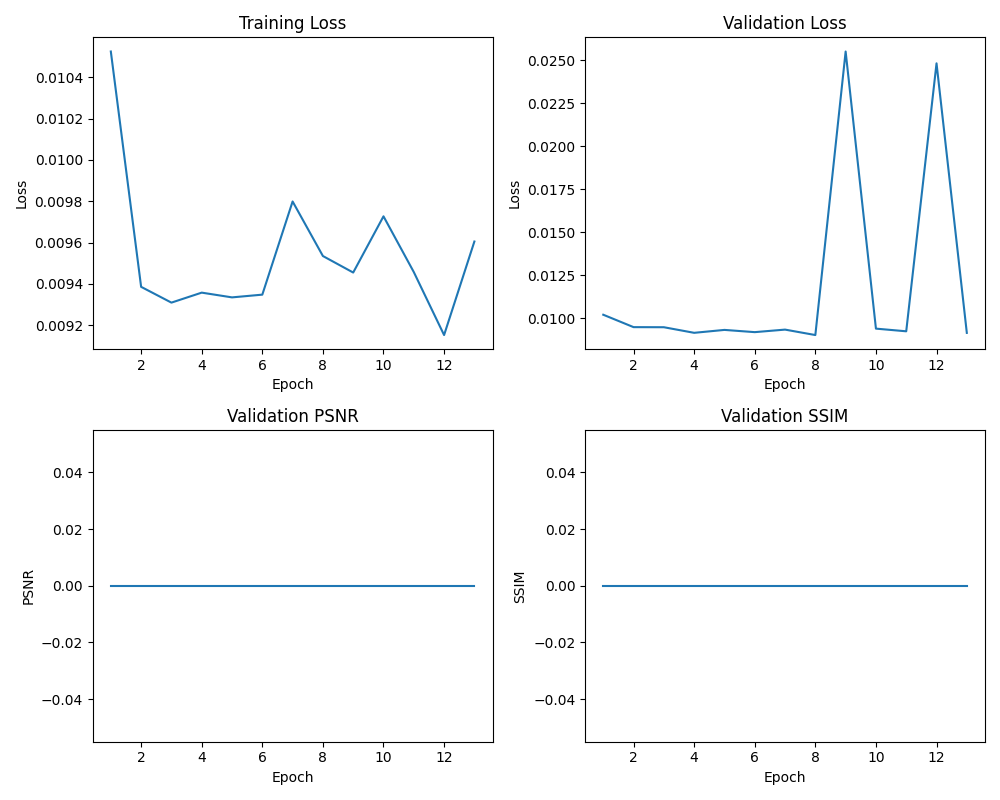 Training Loss
Loss
0.0104
0.0102
0.0100
0.0098
0.0096
0.0094
0.0092
2 4 6 8 10 12
Epoch
Validation Loss
Loss
0.0250
0.0225
0.0200
0.0175
0.0150
0.0125
0.0100
2 4 6 8 10 12
Epoch
Validation PSNR
PSNR
0.04
0.02
0.00
−0.02
−0.04
2 4 6 8 10 12
Epoch
Validation SSIM
SSIM
0.04
0.02
0.00
−0.02
−0.04
2 4 6 8 10 12
Epoch